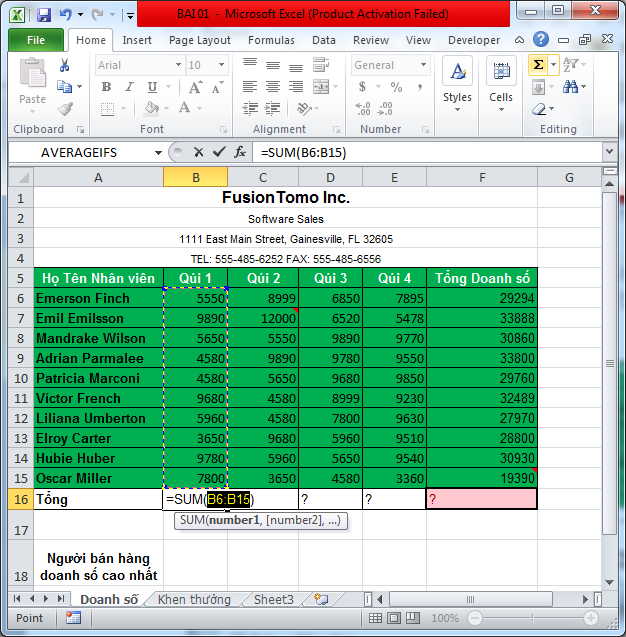 BAI 01 - Microsoft Excel (Product Activation Failed)
File Home Insert Page Layout Formulas Data Review View Developer
Paste Arial 10 General Styles Cells
Clipboard Font Alignment Number Editing
AVERAGEIFS fx =SUM(B6:B15)
A B C D E F G
1 FusionTomo Inc.
2 Software Sales
3 1111 East Main Street, Gainesville, FL 32605
4 TEL: 555-485-6252 FAX: 555-485-6556
5 Họ Tên Nhân viên Qúi 1 Qúi 2 Qúi 3 Qúi 4 Tổng Doanh số
6 Emerson Finch 5550 8999 6850 7895 29294
7 Emil Emilsson 9890 12000 6520 5478 33888
8 Mandrake Wilson 5650 5550 9890 9770 30860
9 Adrian Parmalee 4580 9890 9780 9550 33800
10 Patricia Marconi 4580 5650 9680 9850 29760
11 Victor French 9680 4580 8999 9230 32489
12 Liliana Umberton 5960 4580 7800 9630 27970
13 Elroy Carter 3650 9680 5960 9510 28800
14 Hubie Huber 9780 5960 5650 9540 30930
15 Oscar Miller 7800 3650 4580 3360 19390
16 Tổng =SUM(B6:B15) ? ? ?
SUM(number1, [number2], ...)
17
Người bán hàng
18 doanh số cao nhất
Doanh số Khen thưởng Sheet3
Point 100%